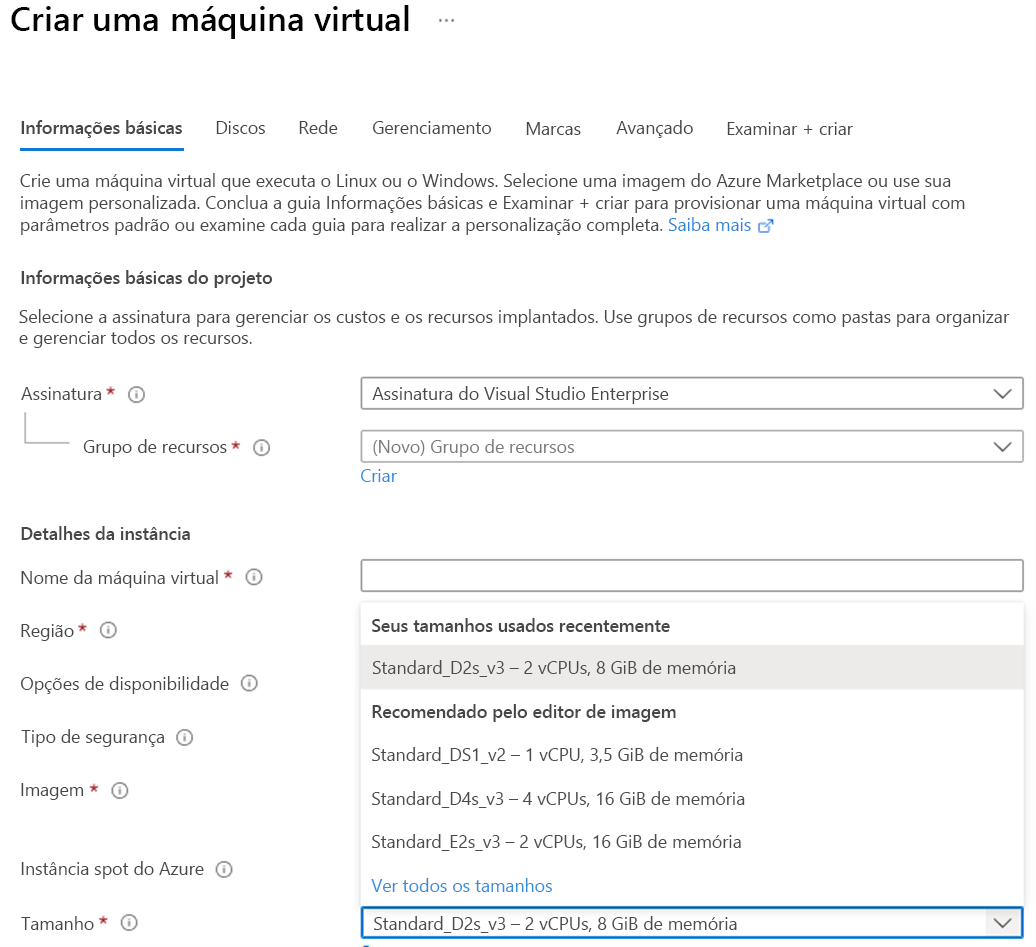 Criar uma máquina virtual ...
Informações básicas Discos Rede Gerenciamento Marcas Avançado Examinar + criar
Crie uma máquina virtual que executa o Linux ou o Windows. Selecione uma imagem do Azure Marketplace ou use sua
imagem personalizada. Conclua a guia Informações básicas e Examinar + criar para provisionar uma máquina virtual com
parâmetros padrão ou examine cada guia para realizar a personalização completa. Saiba mais
Informações básicas do projeto
Selecione a assinatura para gerenciar os custos e os recursos implantados. Use grupos de recursos como pastas para organizar
e gerenciar todos os recursos.
Assinatura * Assinatura do Visual Studio Enterprise
Grupo de recursos * (Novo) Grupo de recursos
Criar
Detalhes da instância
Nome da máquina virtual *
Região *
Opções de disponibilidade
Tipo de segurança
Imagem *
Instância spot do Azure
Seus tamanhos usados recentemente
Standard_D2s_v3 – 2 vCPUs, 8 GiB de memória
Recomendado pelo editor de imagem
Standard_DS1_v2 – 1 vCPU, 3,5 GiB de memória
Standard_D4s_v3 – 4 vCPUs, 16 GiB de memória
Standard_E2s_v3 – 2 vCPUs, 16 GiB de memória
Ver todos os tamanhos
Tamanho * Standard_D2s_v3 – 2 vCPUs, 8 GiB de memória